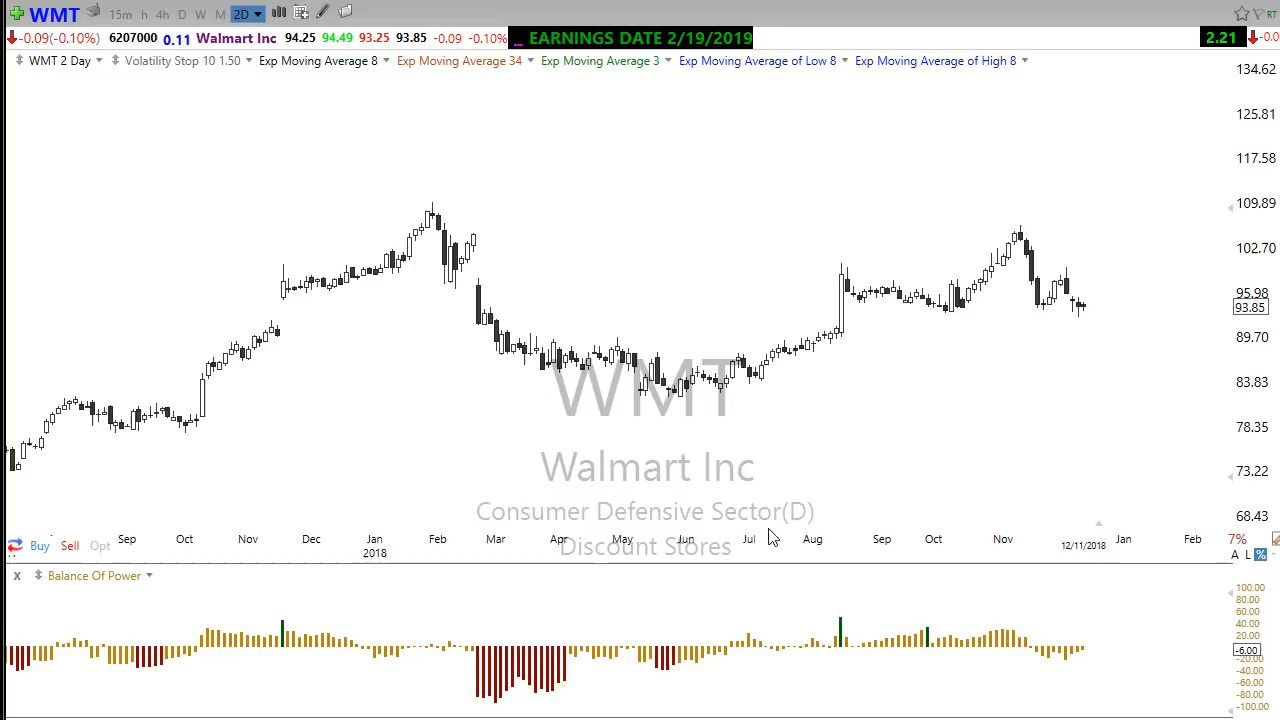 WMT 15m h 4h D W M 2D RT
-0.09(-0.10%) 6207000 0.11 Walmart Inc 94.25 94.49 93.25 93.85 -0.09 -0.10% ... EARNINGS DATE 2/19/2019 2.21 -0.0
WMT 2 Day Volatility Stop 10 1.50 Exp Moving Average 8 Exp Moving Average 34 Exp Moving Average 3 Exp Moving Average of Low 8 Exp Moving Average of High 8
134.62
125.81
117.58
109.89
102.70
95.98
93.85
89.70
83.83
78.35
73.22
68.43
WMT
Walmart Inc
Consumer Defensive Sector(D)
Discount Stores
Buy Sell Opt
Sep Oct Nov Dec Jan Feb Mar Apr May Jun Jul Aug Sep Oct Nov 12/11/2018 Jan Feb
2018
7%
A L %
X Balance Of Power
100.00
80.00
60.00
40.00
20.00
-6.00
-20.00
-40.00
-60.00
-80.00
-100.00